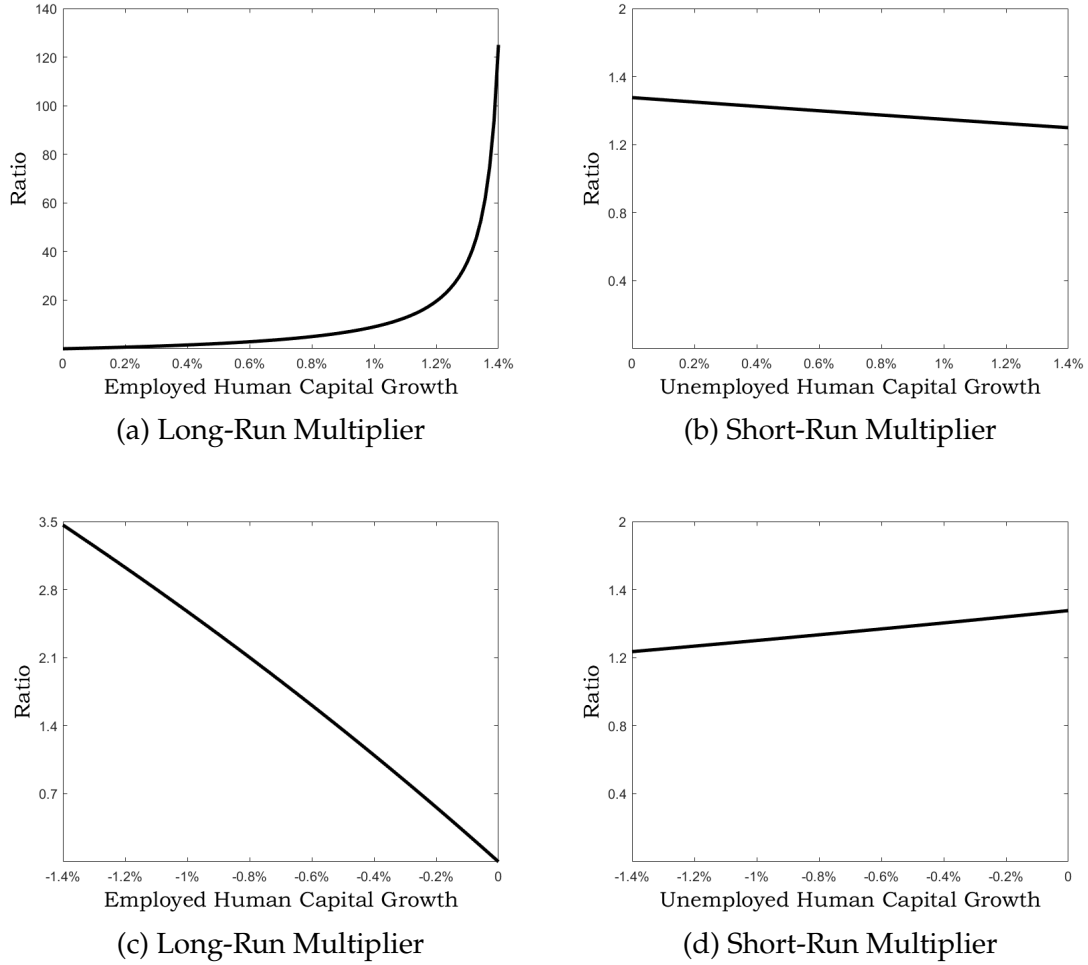 140
120
100
80
60
40
20
Ratio
0 0.2% 0.4% 0.6% 0.8% 1% 1.2% 1.4%
Employed Human Capital Growth
(a) Long-Run Multiplier
2
1.4
1.2
0.8
0.4
Ratio
0 0.2% 0.4% 0.6% 0.8% 1% 1.2% 1.4%
Unemployed Human Capital Growth
(b) Short-Run Multiplier
3.5
2.8
2.1
1.4
0.7
Ratio
-1.4% -1.2% -1% -0.8% -0.6% -0.4% -0.2% 0
Employed Human Capital Growth
(c) Long-Run Multiplier
2
1.4
1.2
0.8
0.4
Ratio
-1.4% -1.2% -1% -0.8% -0.6% -0.4% -0.2% 0
Unemployed Human Capital Growth
(d) Short-Run Multiplier